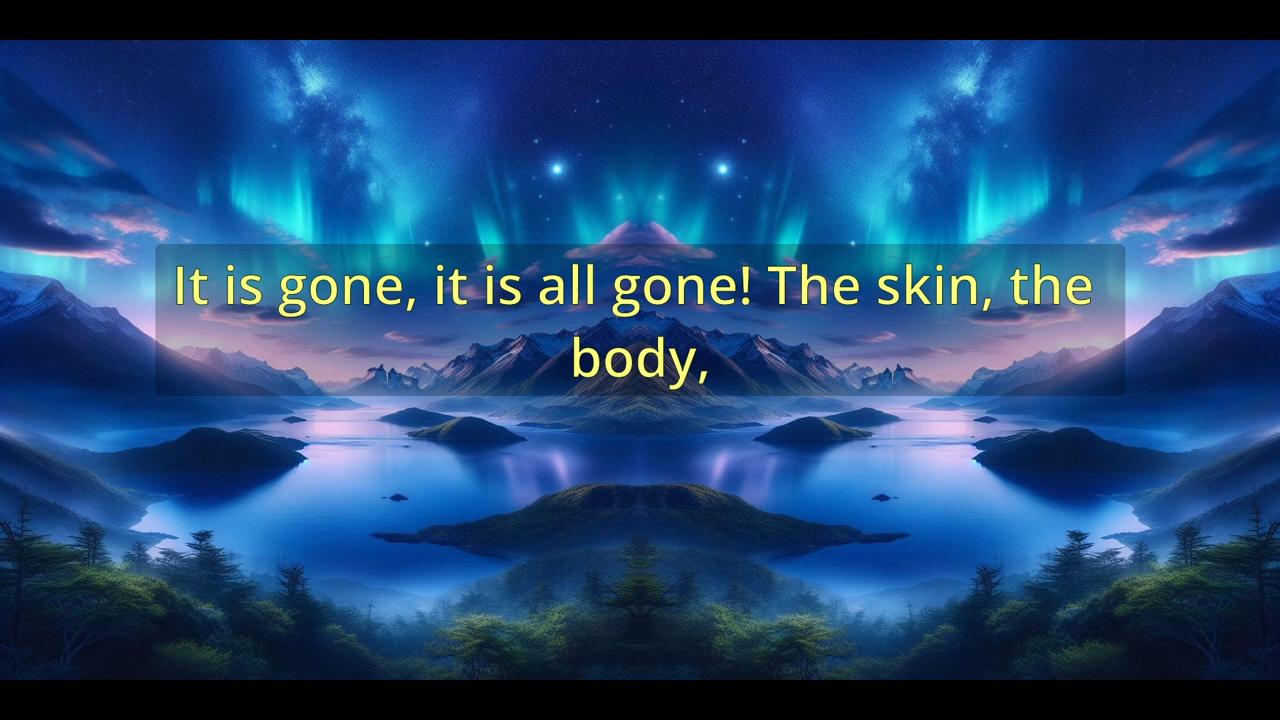 It is gone, it is all gone! The skin, the
body,